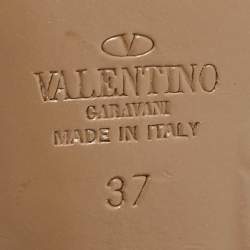 V
VALENTINO
GARAVANI
MADE IN ITALY
37